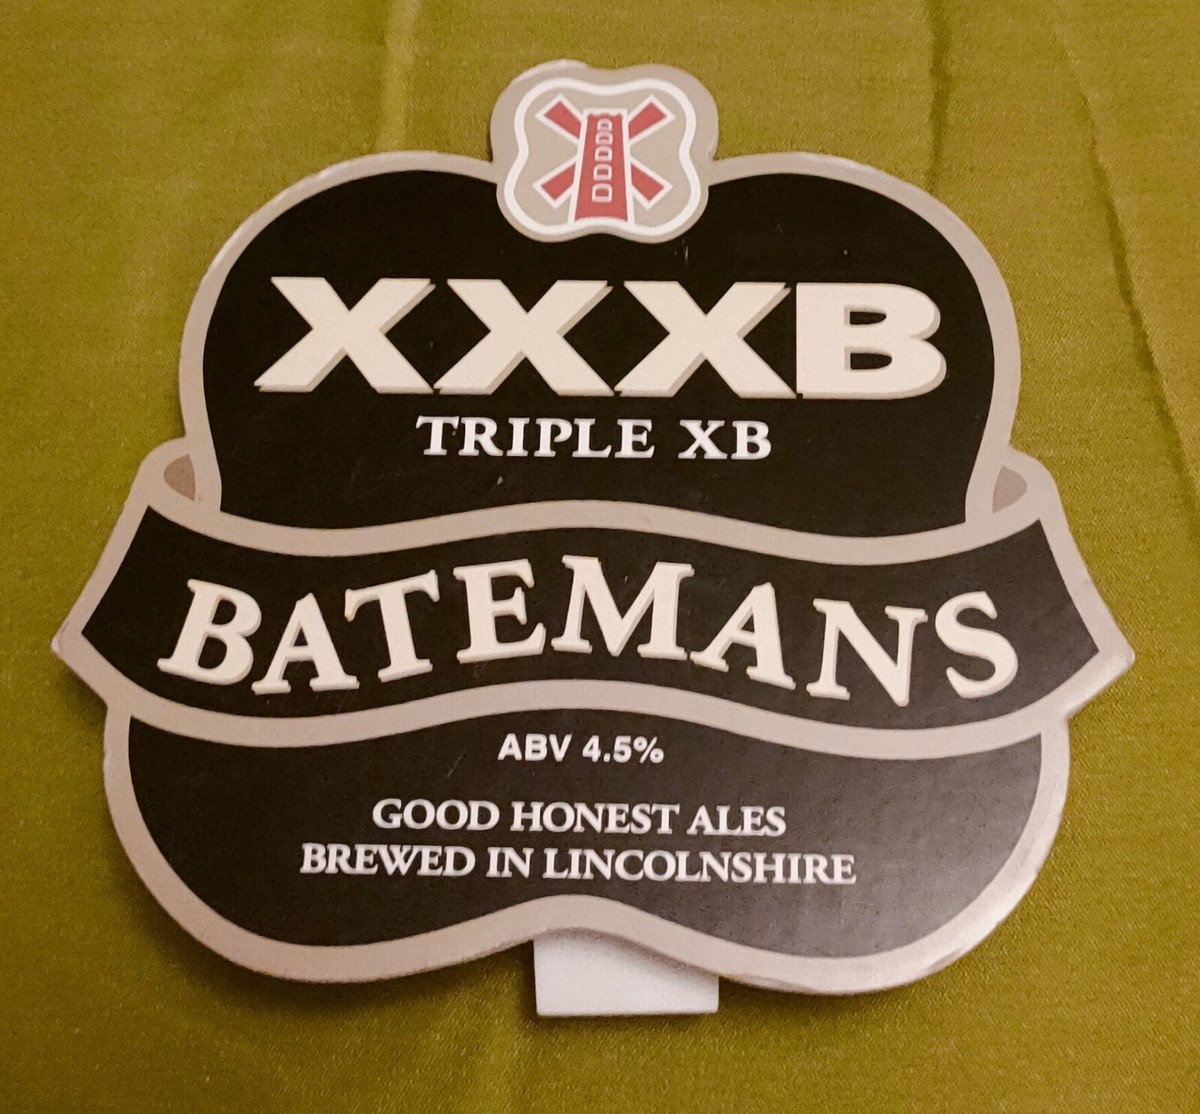 XXXB
TRIPLE XB
BATEMANS
ABV 4.5%
GOOD HONEST ALES
BREWED IN LINCOLNSHIRE